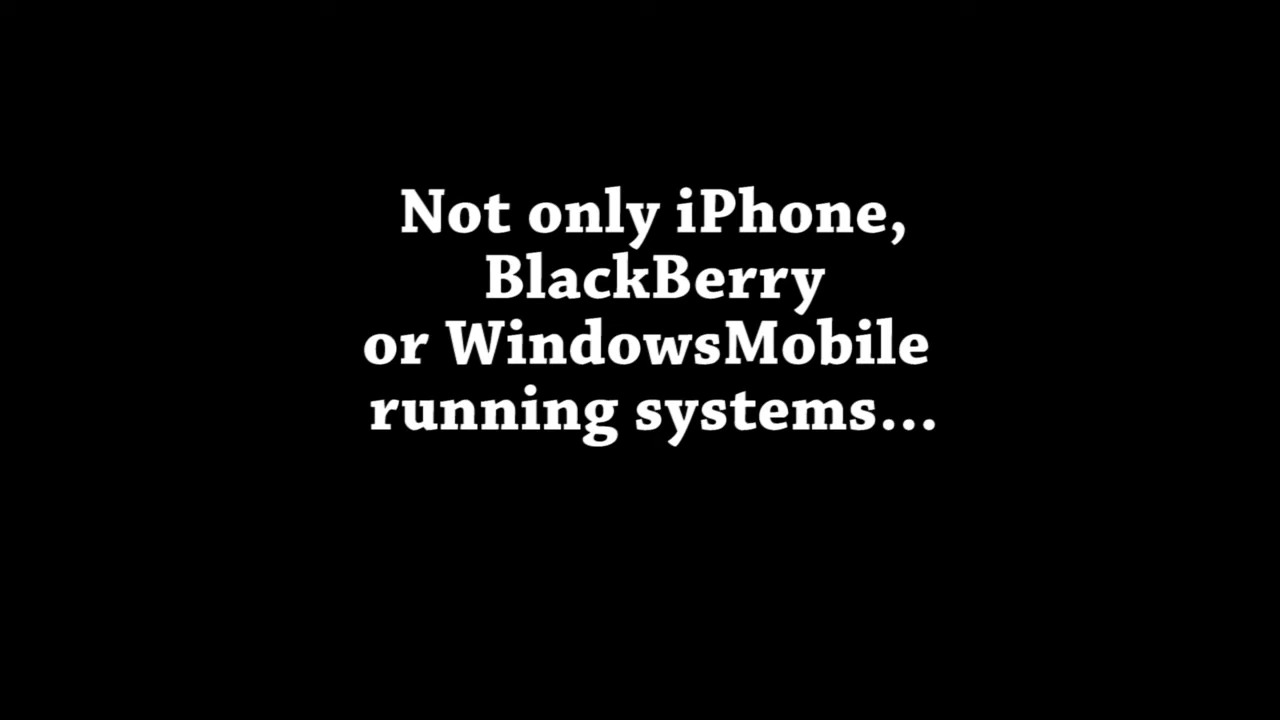 Not only iPhone,
BlackBerry
or WindowsMobile
running systems...